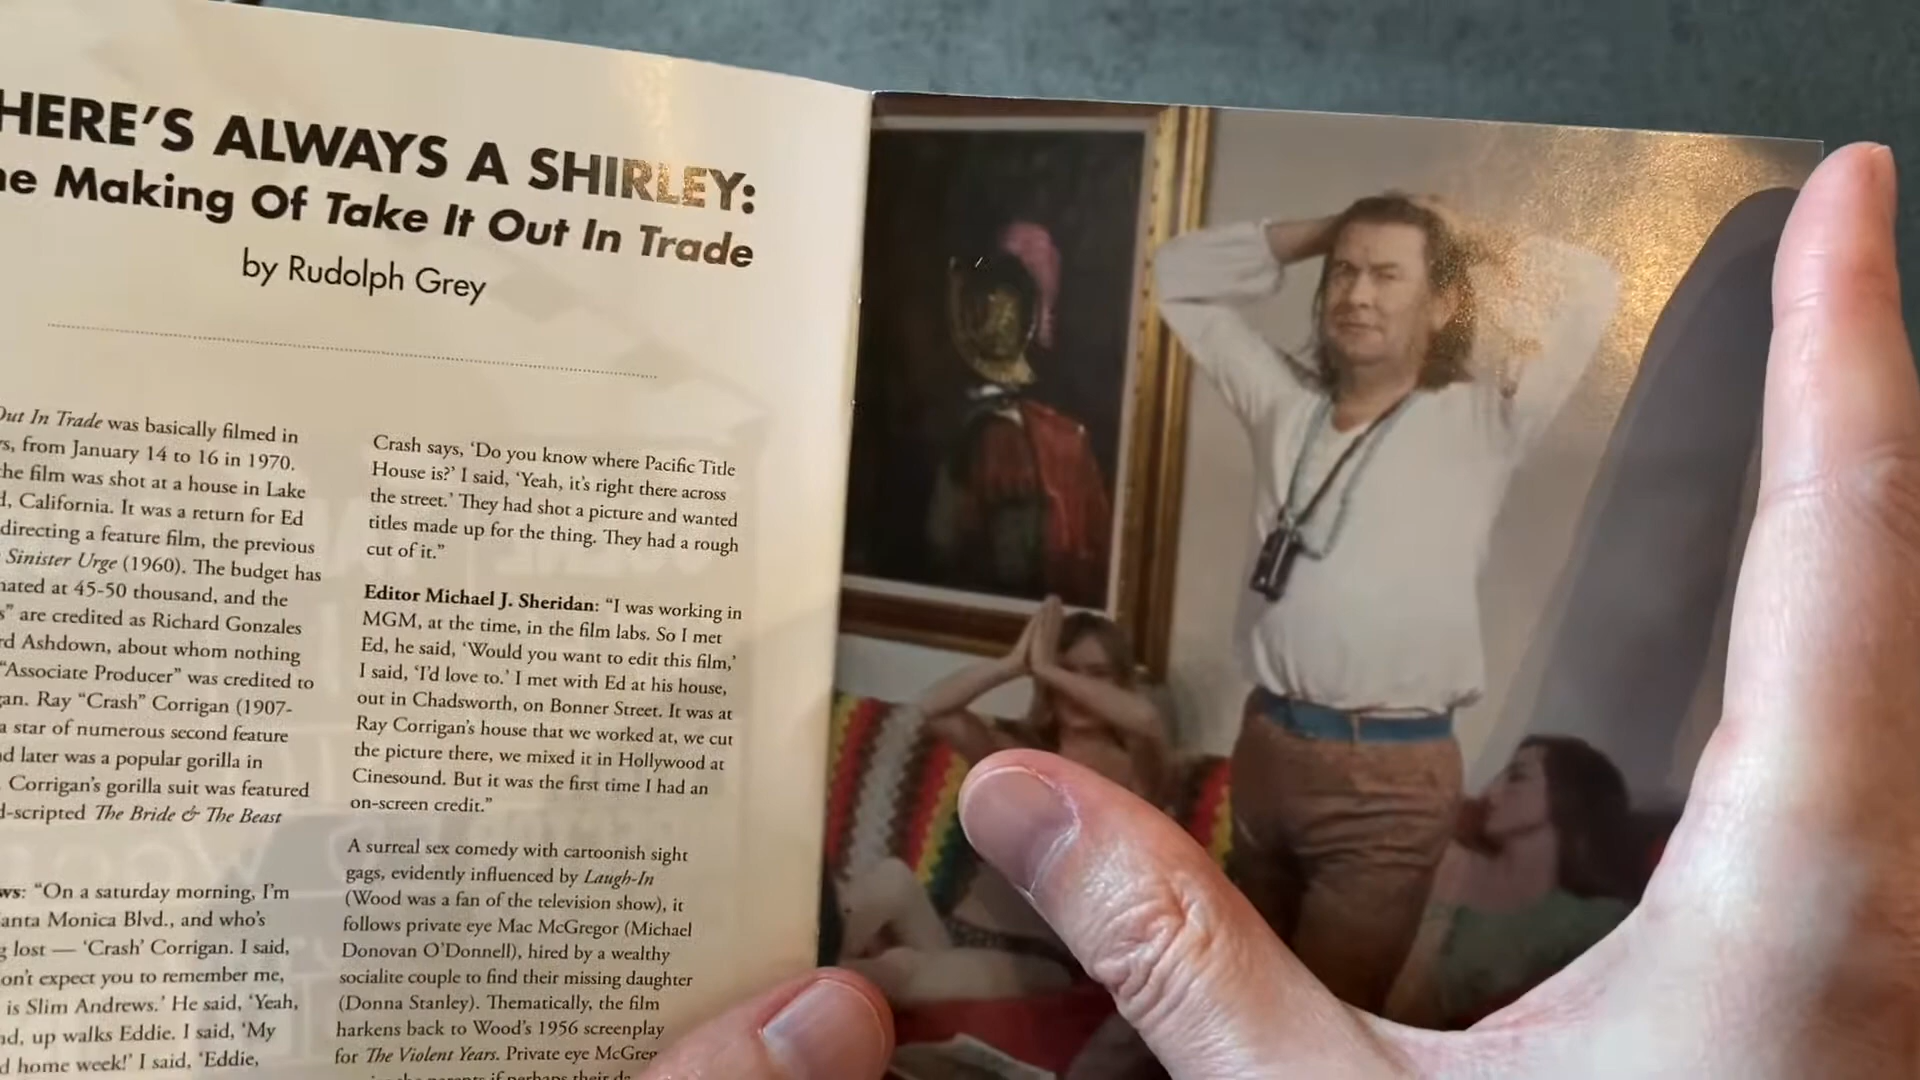 HERE'S ALWAYS A SHIRLEY:
he Making Of Take It Out In Trade
by Rudolph Grey
Out In Trade was basically filmed in
s, from January 14 to 16 in 1970.
the film was shot at a house in Lake
d, California. It was a return for Ed
directing a feature film, the previous
Sinister Urge (1960). The budget has
nated at 45-50 thousand, and the
s” are credited as Richard Gonzales
rd Ashdown, about whom nothing
“Associate Producer” was credited to
gan. Ray “Crash” Corrigan (1907-
a star of numerous second feature
nd later was a popular gorilla in
. Corrigan's gorilla suit was featured
d-scripted The Bride & The Beast
ws: “On a saturday morning, I'm
anta Monica Blvd., and who's
g lost — ‘Crash’ Corrigan. I said,
on't expect you to remember me,
is Slim Andrews.’ He said, ‘Yeah,
nd, up walks Eddie. I said, ‘My
d home week!’ I said, ‘Eddie,
Crash says, ‘Do you know where Pacific Title
House is?’ I said, ‘Yeah, it's right there across
the street.’ They had shot a picture and wanted
titles made up for the thing. They had a rough
cut of it.”
Editor Michael J. Sheridan: “I was working in
MGM, at the time, in the film labs. So I met
Ed, he said, ‘Would you want to edit this film,’
I said, ‘I'd love to.’ I met with Ed at his house,
out in Chadsworth, on Bonner Street. It was at
Ray Corrigan's house that we worked at, we cut
the picture there, we mixed it in Hollywood at
Cinesound. But it was the first time I had an
on-screen credit.”
A surreal sex comedy with cartoonish sight
gags, evidently influenced by Laugh-In
(Wood was a fan of the television show), it
follows private eye Mac McGregor (Michael
Donovan O'Donnell), hired by a wealthy
socialite couple to find their missing daughter
(Donna Stanley). Thematically, the film
harkens back to Wood's 1956 screenplay
for The Violent Years. Private eye McGreg